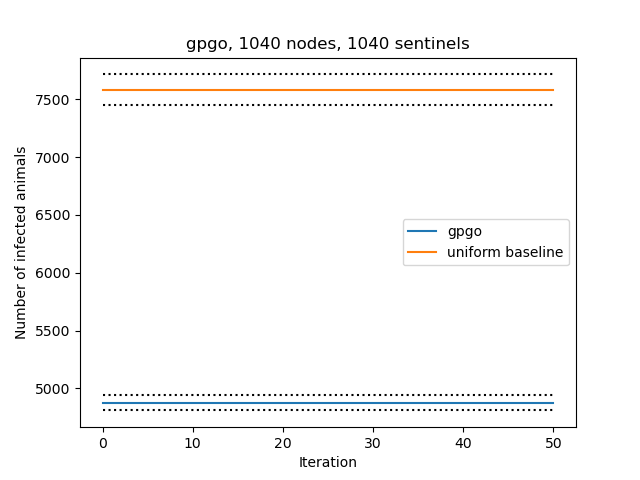 gpgo, 1040 nodes, 1040 sentinels
Number of infected animals
7500
7000
6500
6000
5500
5000
gpgo
uniform baseline
0 10 20 30 40 50
Iteration